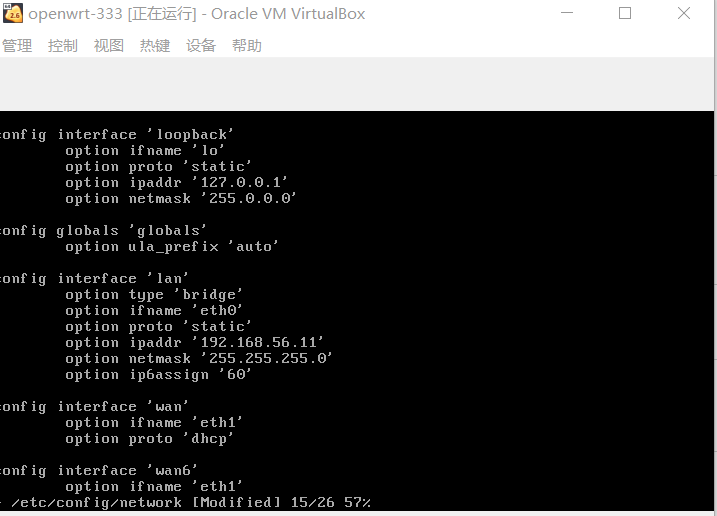 openwrt-333 [正在运行] - Oracle VM VirtualBox
管理 控制 视图 热键 设备 帮助
onfig interface 'loopback'
option ifname 'lo'
option proto 'static'
option ipaddr '127.0.0.1'
option netmask '255.0.0.0'
onfig globals 'globals'
option ula_prefix 'auto'
onfig interface 'lan'
option type 'bridge'
option ifname 'eth0'
option proto 'static'
option ipaddr '192.168.56.11'
option netmask '255.255.255.0'
option ip6assign '60'
onfig interface 'wan'
option ifname 'eth1'
option proto 'dhcp'
onfig interface 'wan6'
option ifname 'eth1'
- /etc/config/network [Modified] 15/26 57%